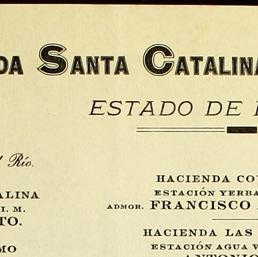 DA SANTA CATALINA
ESTADO DE
Río.
HACIENDA CO
ALINA
ESTACIÓN YERBA
I. M.
ADMOR. FRANCISCO
TO.
HACIENDA LAS
MO
ESTACIÓN AGUA
ANTONIO